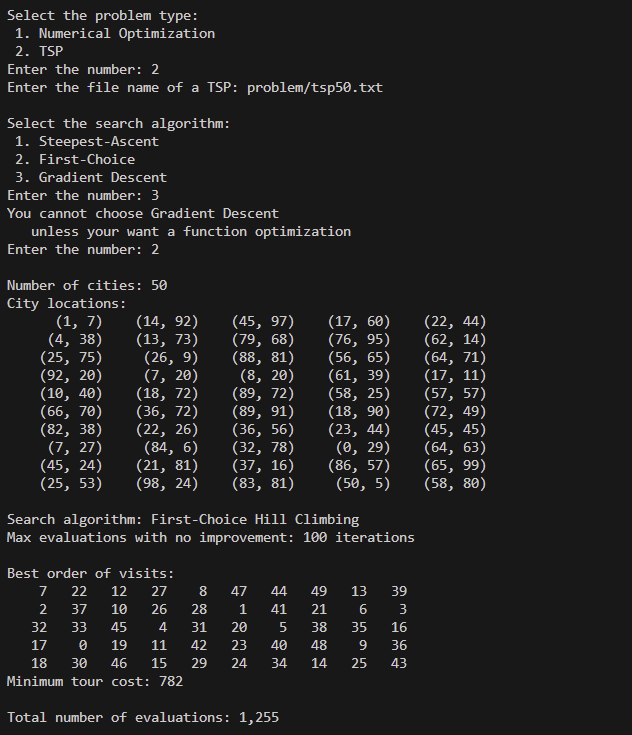 Select the problem type:
 1. Numerical Optimization
 2. TSP
Enter the number: 2
Enter the file name of a TSP: problem/tsp50.txt

Select the search algorithm:
 1. Steepest-Ascent
 2. First-Choice
 3. Gradient Descent
Enter the number: 3
You cannot choose Gradient Descent
   unless your want a function optimization
Enter the number: 2

Number of cities: 50
City locations:
      (1, 7)    (14, 92)    (45, 97)    (17, 60)    (22, 44)
     (4, 38)    (13, 73)    (79, 68)    (76, 95)    (62, 14)
    (25, 75)     (26, 9)    (88, 81)    (56, 65)    (64, 71)
    (92, 20)     (7, 20)     (8, 20)    (61, 39)    (17, 11)
    (10, 40)    (18, 72)    (89, 72)    (58, 25)    (57, 57)
    (66, 70)    (36, 72)    (89, 91)    (18, 90)    (72, 49)
    (82, 38)    (22, 26)    (36, 56)    (23, 44)    (45, 45)
     (7, 27)     (84, 6)    (32, 78)     (0, 29)    (64, 63)
    (45, 24)    (21, 81)    (37, 16)    (86, 57)    (65, 99)
    (25, 53)    (98, 24)    (83, 81)     (50, 5)    (58, 80)

Search algorithm: First-Choice Hill Climbing
Max evaluations with no improvement: 100 iterations

Best order of visits:
    7   22   12   27    8   47   44   49   13   39
    2   37   10   26   28    1   41   21    6    3
   32   33   45    4   31   20    5   38   35   16
   17    0   19   11   42   23   40   48    9   36
   18   30   46   15   29   24   34   14   25   43
Minimum tour cost: 782

Total number of evaluations: 1,255